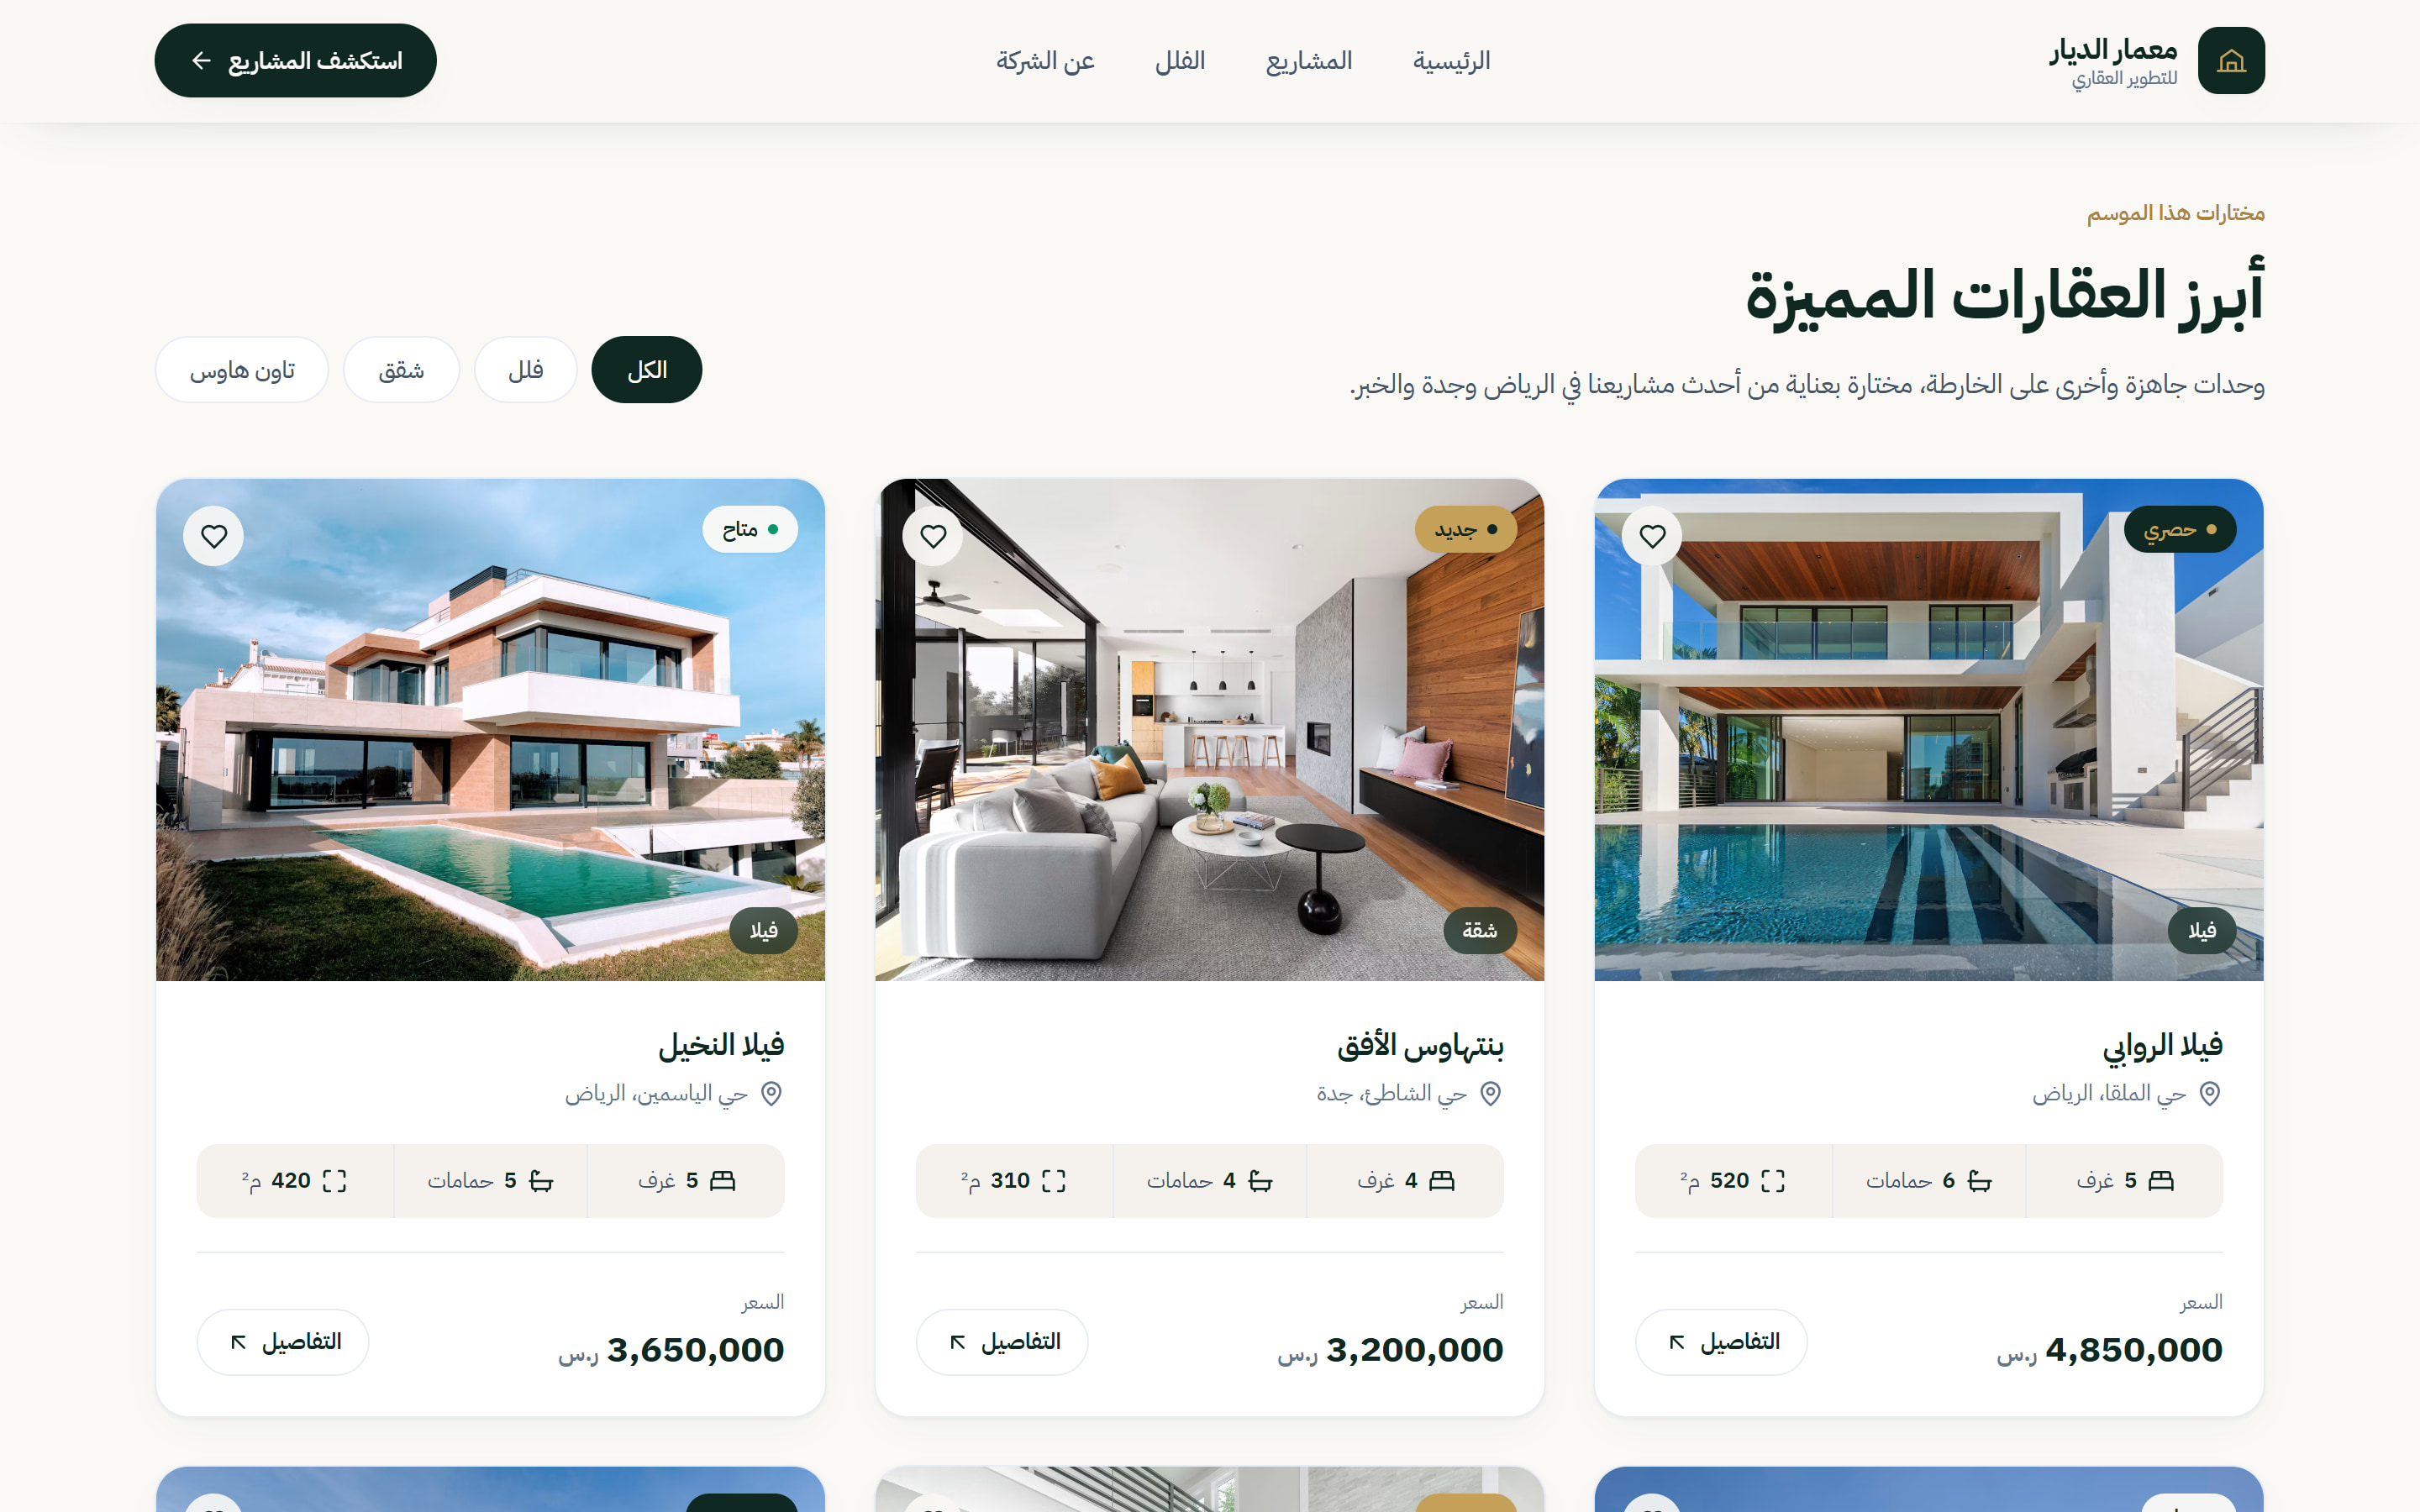 معمار الديار
للتطوير العقاري
الرئيسية
المشاريع
الفلل
عن الشركة
استكشف المشاريع
مختارات هذا الموسم
أبرز العقارات المميزة
وحدات جاهزة وأخرى على الخارطة، مختارة بعناية من أحدث مشاريعنا في الرياض وجدة والخبر.
الكل
فلل
شقق
تاون هاوس
حصري
فيلا
فيلا الروابي
حي الملقا، الرياض
5 غرف
6 حمامات
520 م²
السعر
4,850,000 ر.س
التفاصيل
جديد
شقة
بنتهاوس الأفق
حي الشاطئ، جدة
4 غرف
4 حمامات
310 م²
السعر
3,200,000 ر.س
التفاصيل
متاح
فيلا
فيلا النخيل
حي الياسمين، الرياض
5 غرف
5 حمامات
420 م²
السعر
3,650,000 ر.س
التفاصيل